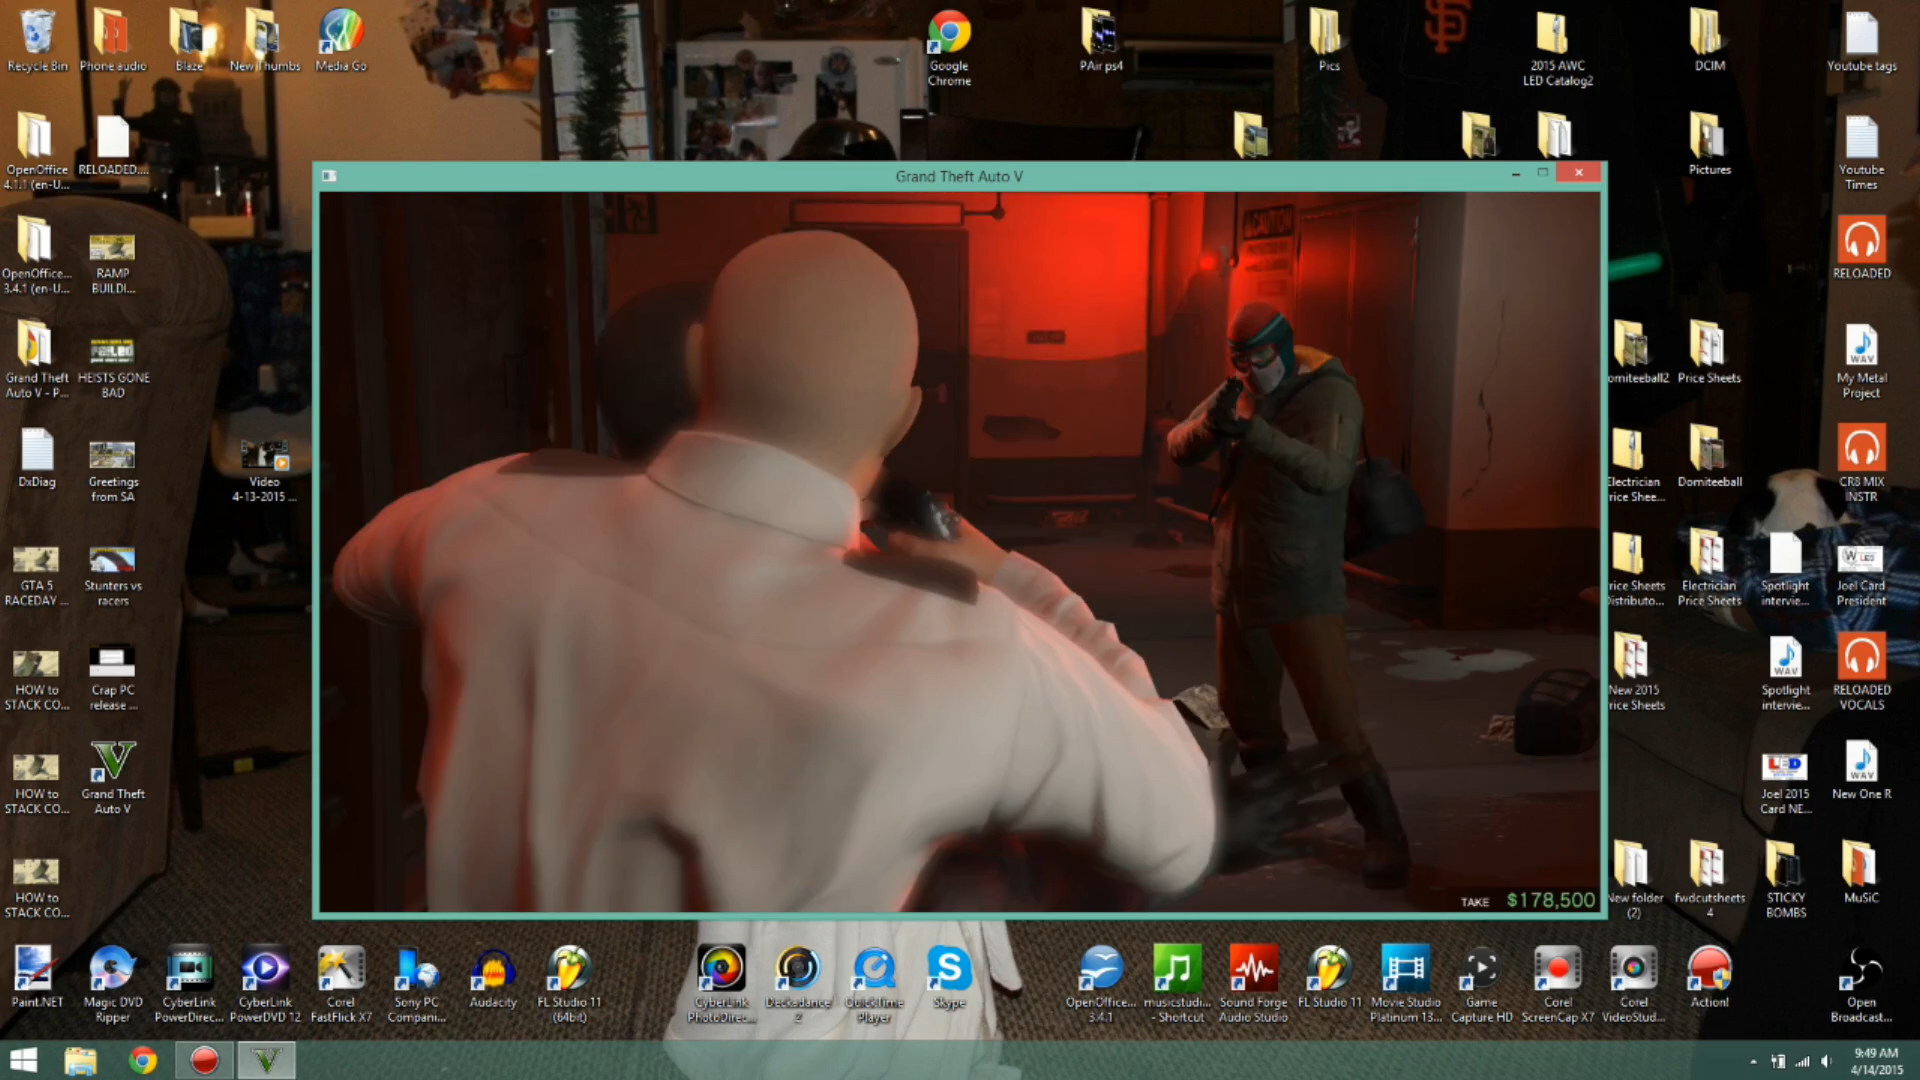 Recycle Bin
Phone audio
Blaze
New Thumbs
Media Go
Google
Chrome
PAir ps4
Pics
2015 AWC
LED Catalog2
DCIM
Youtube tags
OpenOffice
4.1.1 (en-U...
RELOADED....
Pictures
Youtube
Times
Grand Theft Auto V
OpenOffice...
3.4.1 (en-U...
RAMP
BUILDI...
RELOADED
CAUTION
Grand Theft
Auto V - P...
FAILED
HEISTS GONE
BAD
omiteeball2
Price Sheets
WAV
My Metal
Project
DxDiag
Greetings
from SA
Video
4-13-2015 ...
Electrician
rice Shee...
Domiteeball
CR8 MIX
INSTR
GTA 5
RACEDAY ...
Stunters vs
racers
rice Sheets
Distributo...
Electrician
Price Sheets
Spotlight
intervie...
Joel Card
President
HOW to
STACK CO...
Crap PC
release ...
New 2015
rice Sheets
WAV
Spotlight
intervie...
RELOADED
VOCALS
HOW to
STACK CO...
Grand Theft
Auto V
LED
Joel 2015
Card NE...
WAV
New One R
HOW to
STACK CO...
TAKE $178,500
New folder
(2)
fwdcutsheets
4
STICKY
BOMBS
MuSiC
Paint.NET
Magic DVD
Ripper
CyberLink
PowerDirec...
CyberLink
PowerDVD 12
Corel
FastFlick X7
Sony PC
Compani...
Audacity
FL Studio 11
(64bit)
CyberLink
PhotoDirec...
Deckadance
2
QuickTime
Player
Skype
OpenOffice...
3.4.1
musicstudi...
- Shortcut
Sound Forge
Audio Studio
FL Studio 11
Movie Studio
Platinum 13...
Game
Capture HD
Corel
ScreenCap X7
Corel
VideoStud...
Action!
Open
Broadcast...
9:49 AM
4/14/2015